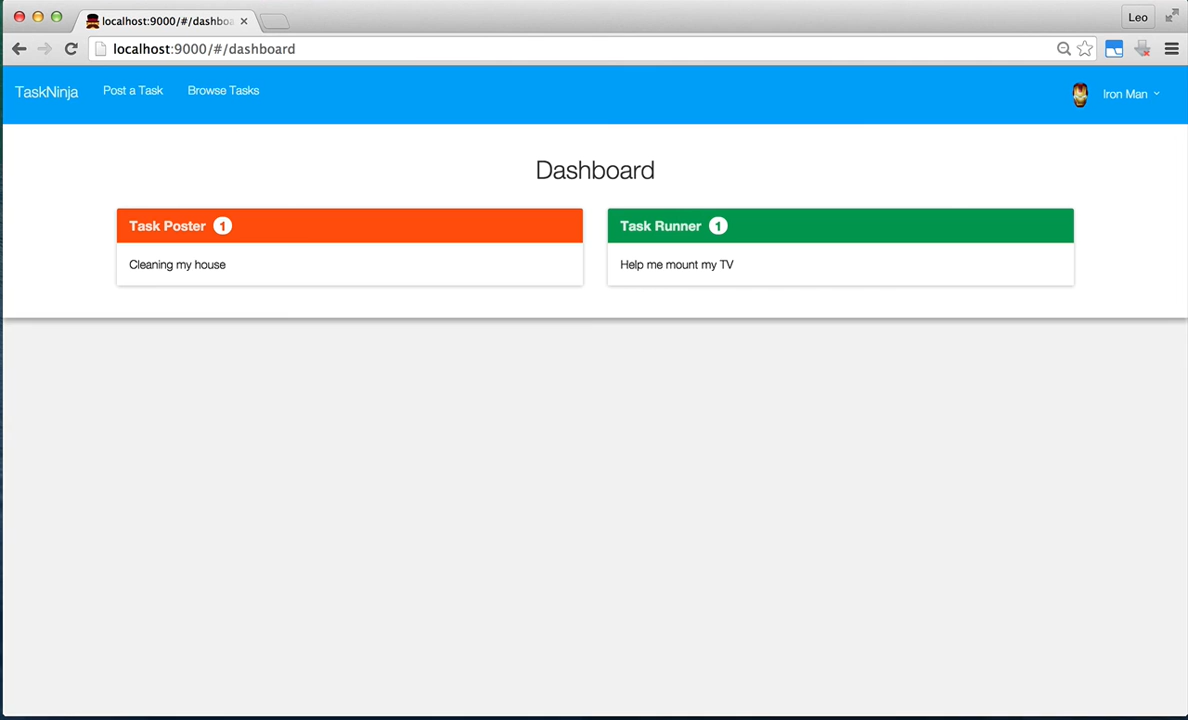 localhost:9000/#/dashboa
Leo
localhost:9000/#/dashboard
TaskNinja Post a Task Browse Tasks Iron Man
Dashboard
Task Poster 1
Cleaning my house
Task Runner 1
Help me mount my TV